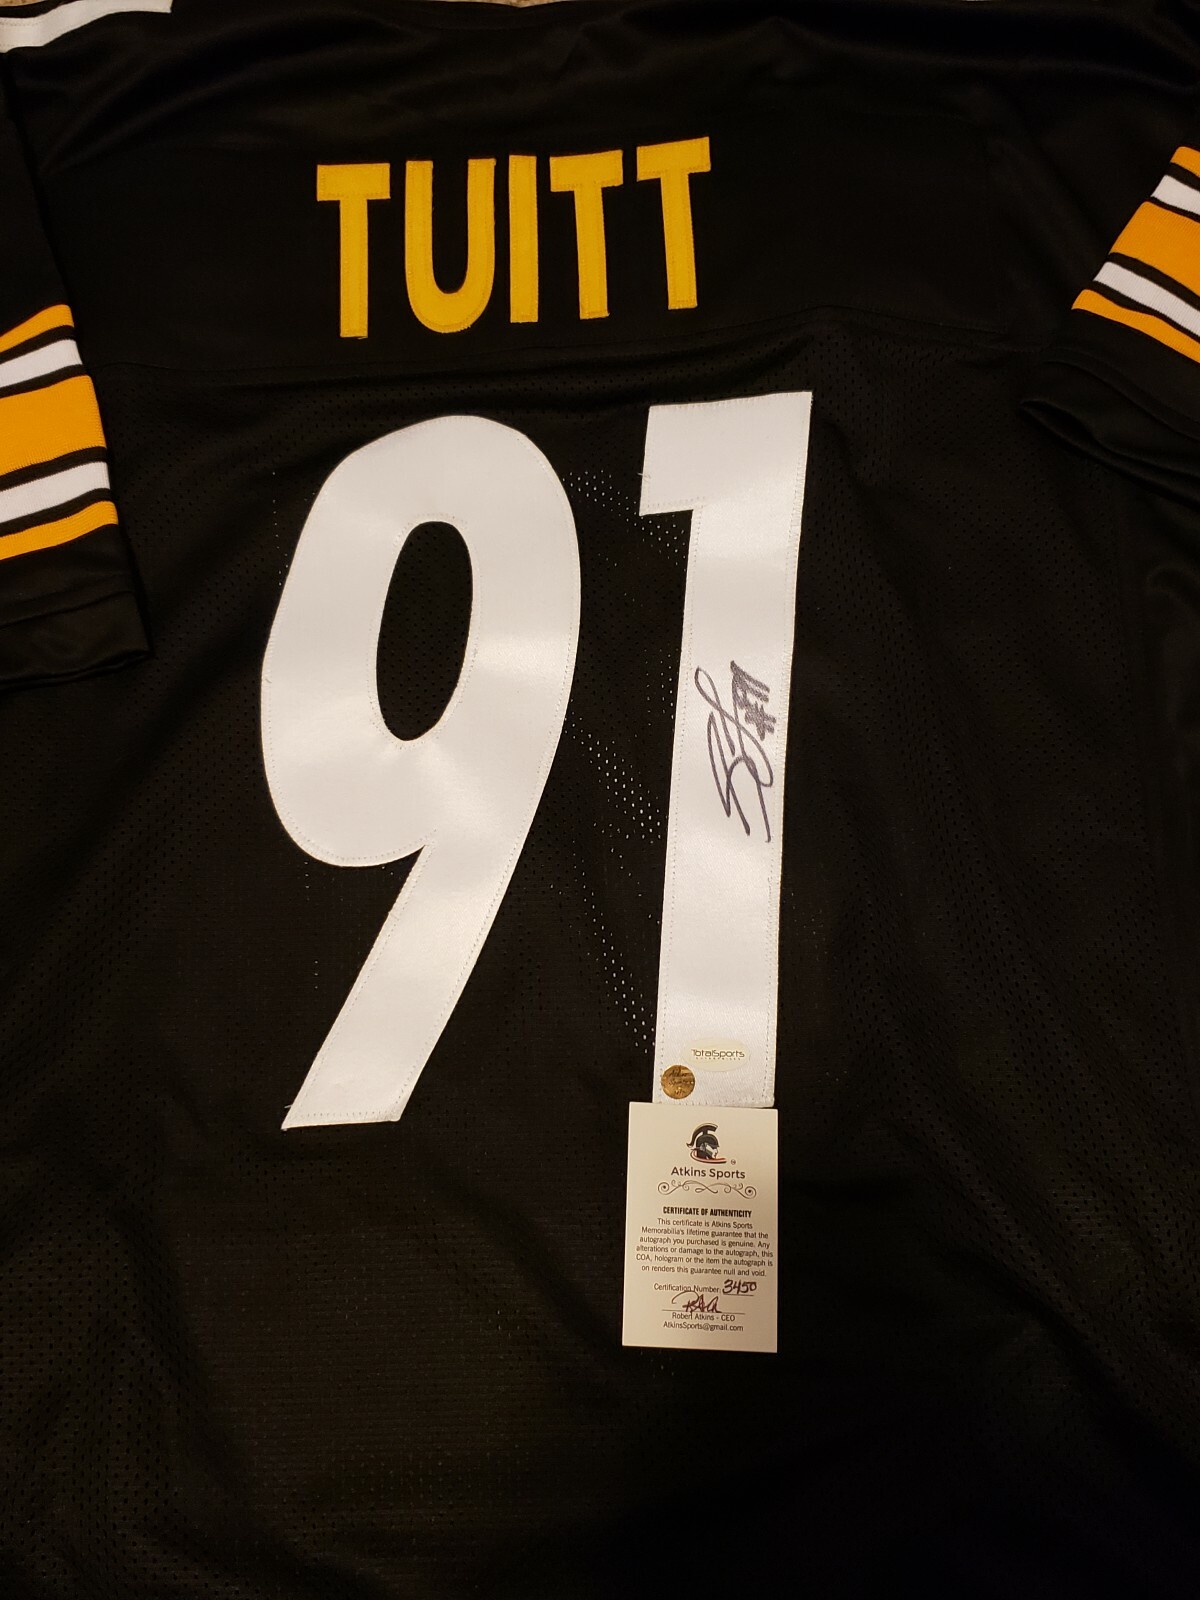 TUITT
91
#91
TotalSports
Atkins Sports
CERTIFICATE OF AUTHENTICITY
This certificate is Atkins Sports
Memorabilia's lifetime guarantee that the
autograph you purchased is genuine. Any
alterations or damage to the autograph, this
COA, hologram or the item the autograph is
on renders this guarantee null and void.
Certification Number: 3450
Robert Atkins - CEO
AtkinsSports@gmail.com